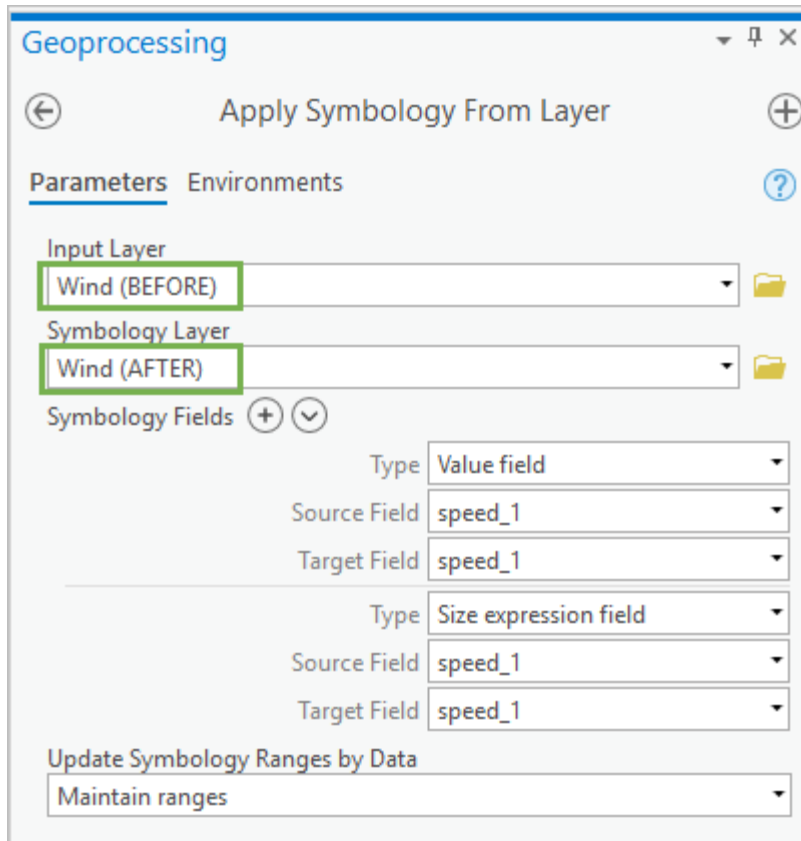 Geoprocessing
Apply Symbology From Layer
Parameters Environments
?
Input Layer
Wind (BEFORE)
Symbology Layer
Wind (AFTER)
Symbology Fields
Type Value field
Source Field speed_1
Target Field speed_1
Type Size expression field
Source Field speed_1
Target Field speed_1
Update Symbology Ranges by Data
Maintain ranges